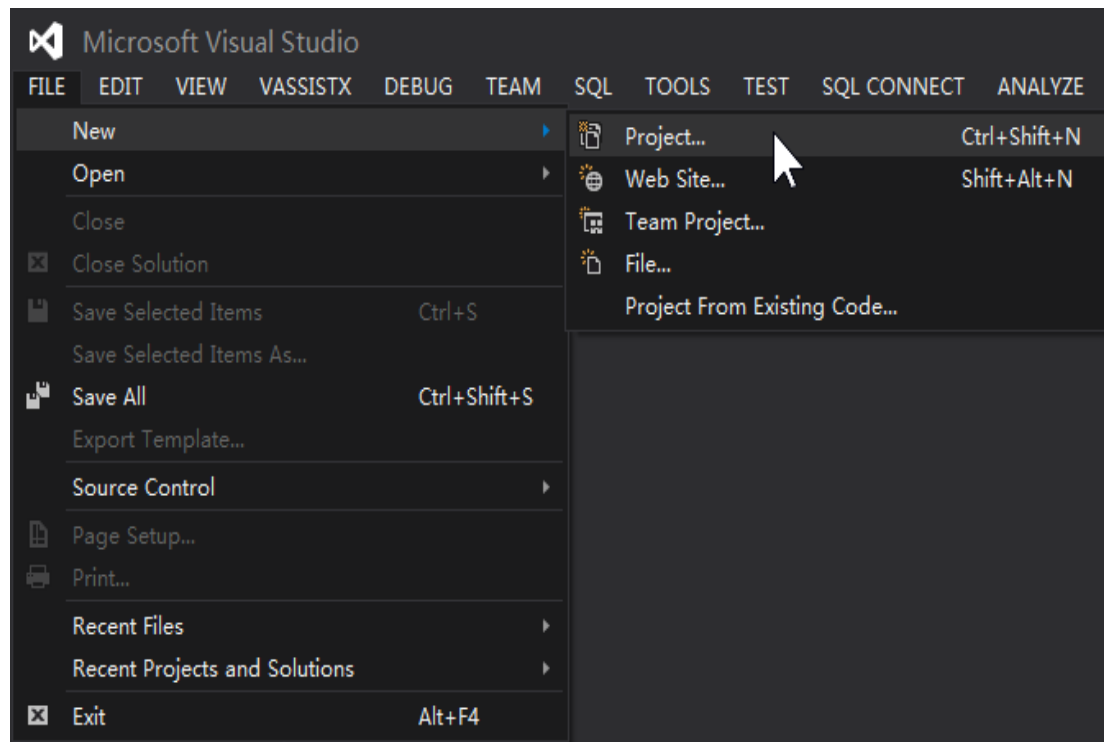 Microsoft Visual Studio
FILE EDIT VIEW VASSISTX DEBUG TEAM SQL TOOLS TEST SQL CONNECT ANALYZE
New
Open
Close
Close Solution
Save Selected Items Ctrl+S
Save Selected Items As...
Save All Ctrl+Shift+S
Export Template...
Source Control
Page Setup...
Print...
Recent Files
Recent Projects and Solutions
Exit Alt+F4
Project... Ctrl+Shift+N
Web Site... Shift+Alt+N
Team Project...
File...
Project From Existing Code...